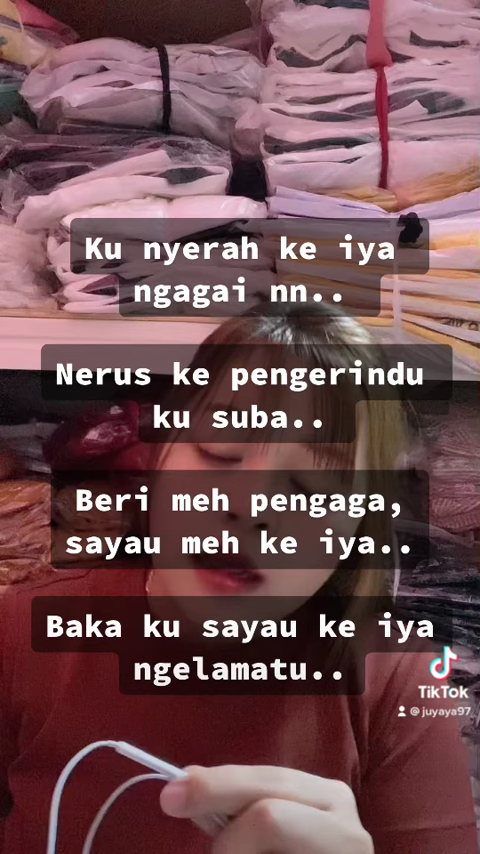 Ku nyerah ke iya
ngagai nn..
Nerus ke pengerindu
ku suba..
Beri meh pengaga,
sayau meh ke iya..
Baka ku sayau ke iya
ngelamatu..
TikTok
@juyaya97